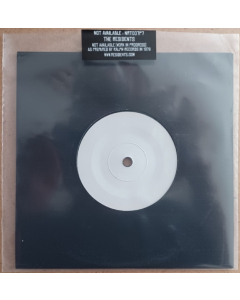 NOT AVAILABLE - NRT037P7
THE RESIDENTS
NOT AVAILABLE WORK IN PROGRESS
AS PREPARED BY RALPH RECORDS IN 1978
WWW.RESIDENTS.COM